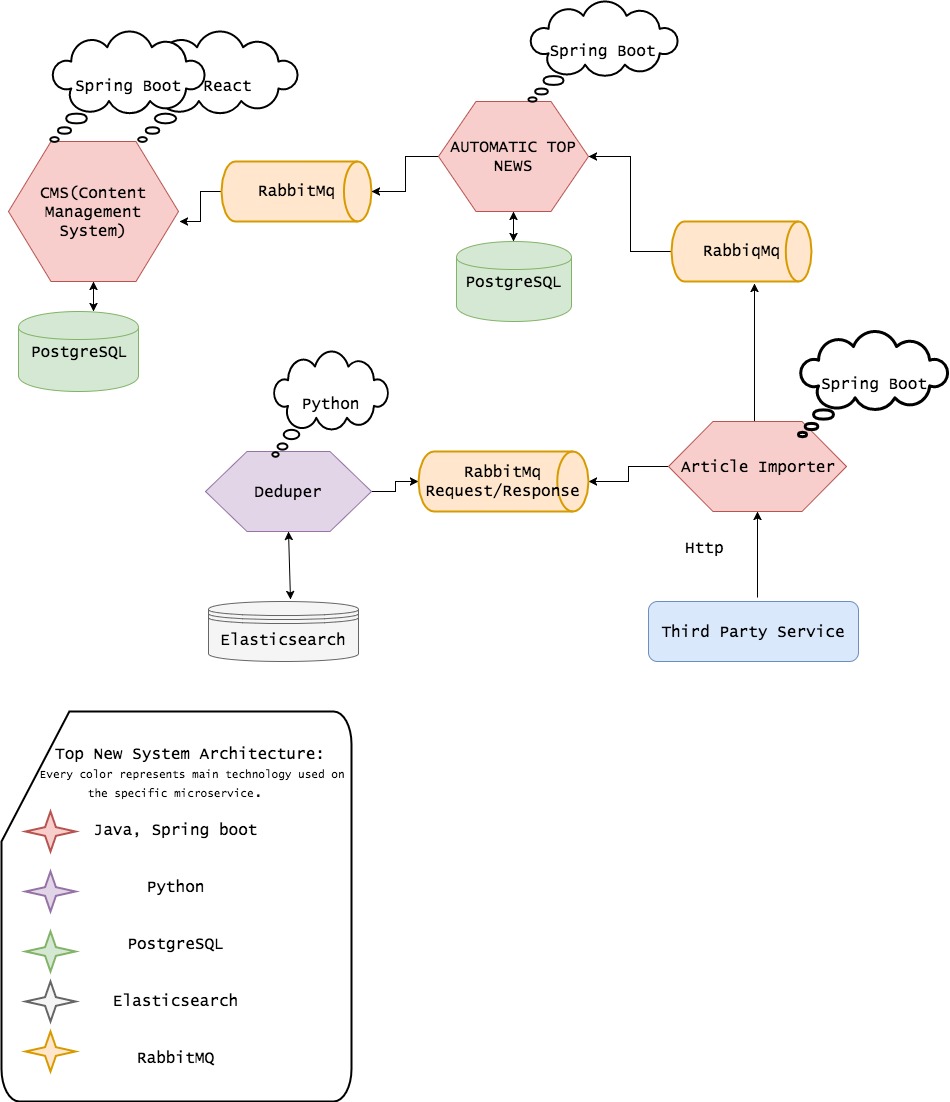 Spring Boot
Spring Boot
React
AUTOMATIC TOP
NEWS
CMS(Content
Management
System)
RabbitMq
RabbiqMq
PostgreSQL
PostgreSQL
Spring Boot
Python
Article Importer
RabbitMq
Request/Response
Deduper
Http
Third Party Service
Elasticsearch
Top New System Architecture:
Every color represents main technology used on
the specific microservice.
Java, Spring boot
Python
PostgreSQL
Elasticsearch
RabbitMQ